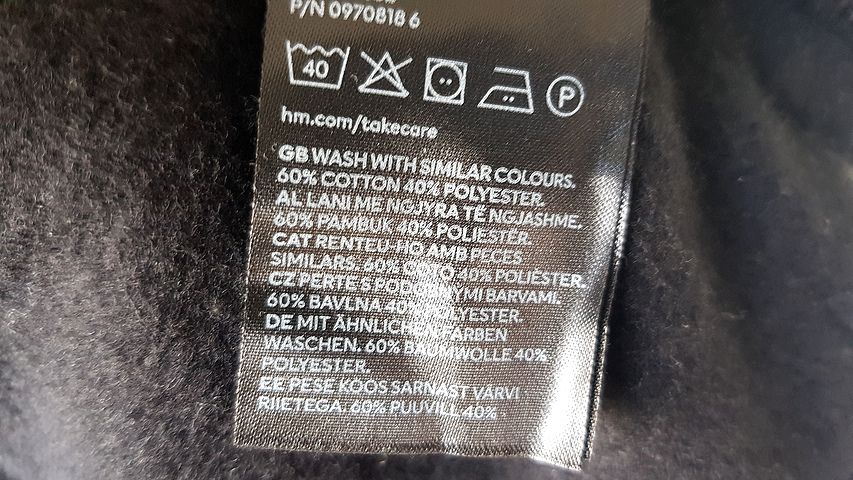 P/N 0970818 6
40
P
hm.com/takecare
GB WASH WITH SIMILAR COLOURS.
60% COTTON 40% POLYESTER.
AL LANI ME NGJYRA TË NGJASHME.
60% PAMBUK 40% POLIESTER.
CAT RENTEU-HO AMB PECES
SIMILARS. 60% COTÓ 40% POLIÈSTER.
CZ PERTE S BARVAMI.
60% BAVLNA 40% POLYESTER.
DE MIT ÄHNLICHEN FARBEN
WASCHEN. 60% BAUMWOLLE 40%
POLYESTER.
EE PESE KOOS SARNAST VÄRVI
RIIETEGA. 60% PUUVILL 40%